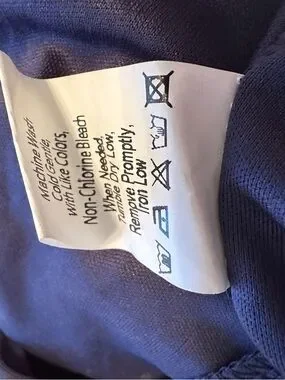 Machine Wash
Cold Gentle,
with Like Colors,
Non-Chlorine Bleach
When Needed,
Tumble Dry Low,
Remove Promptly,
Iron Low